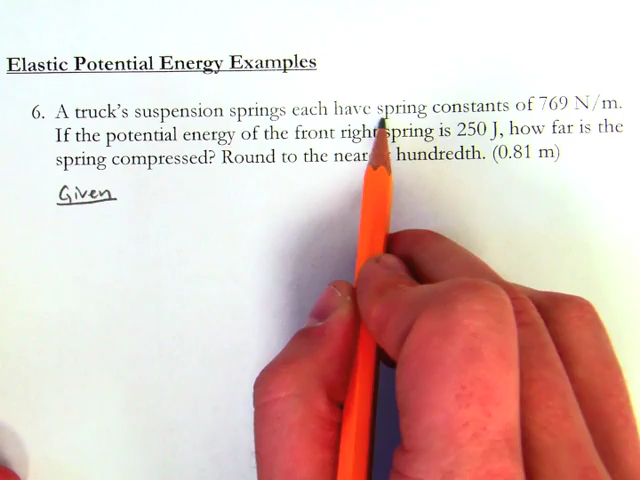 Elastic Potential Energy Examples
6. A truck's suspension springs each have spring constants of 769 N/m.
If the potential energy of the front right spring is 250 J, how far is the
spring compressed? Round to the hundredth. (0.81 m)
Given